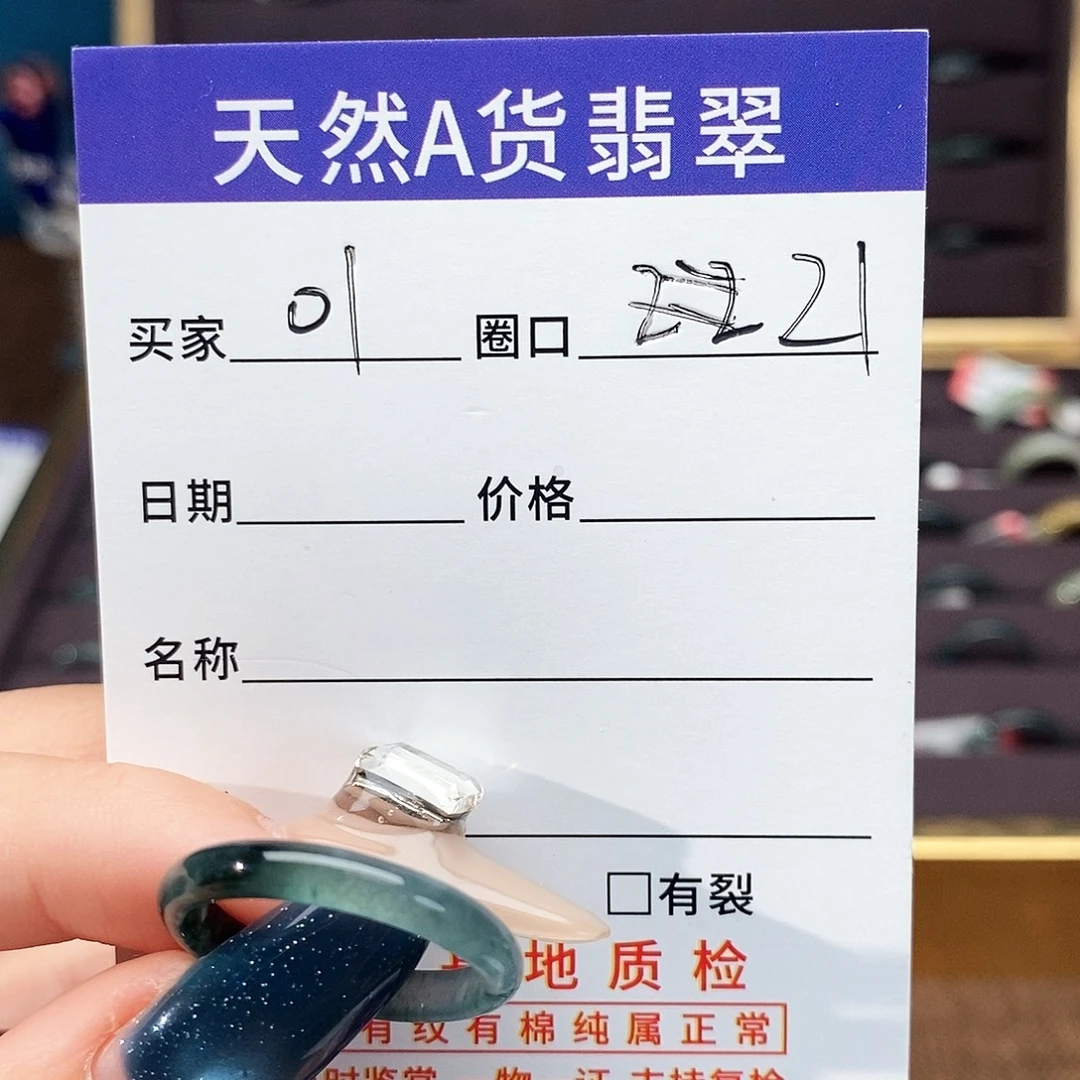 天然A货翡翠
买家 01 圈口 21
日期 价格
名称
□有裂
地质检
有纹有棉纯属正常